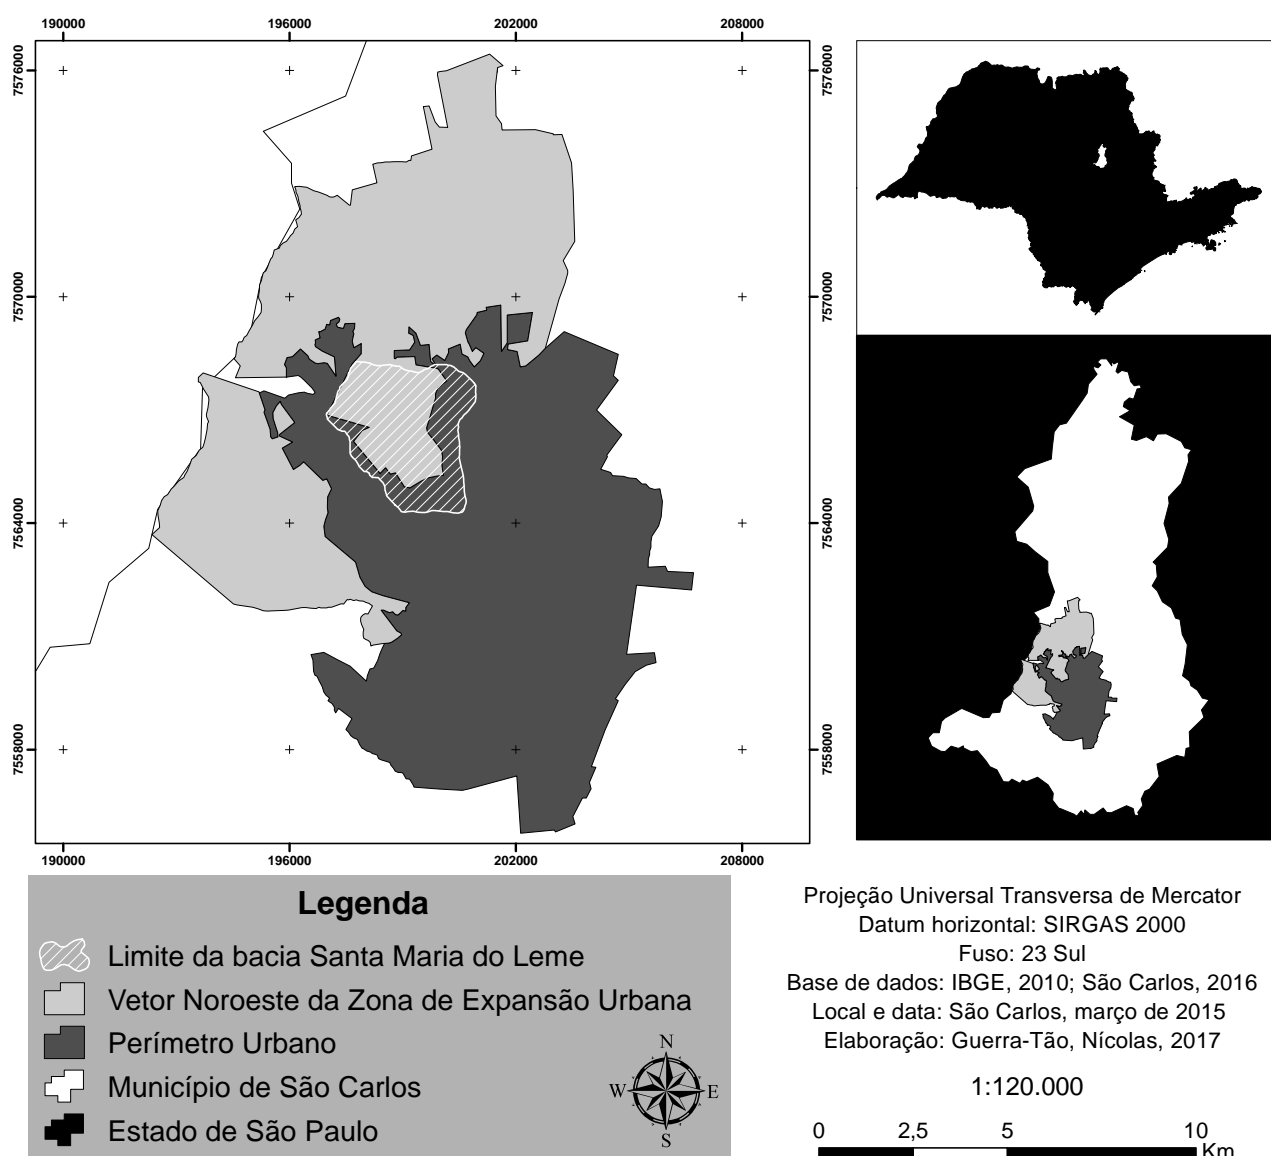 190000 196000 202000 208000
7576000 7576000
7570000 7570000
7564000 7564000
7558000 7558000
190000 196000 202000 208000
Legenda
Limite da bacia Santa Maria do Leme
Vetor Noroeste da Zona de Expansão Urbana
Perímetro Urbano
Município de São Carlos
Estado de São Paulo
N
W E
S
Projeção Universal Transversa de Mercator
Datum horizontal: SIRGAS 2000
Fuso: 23 Sul
Base de dados: IBGE, 2010; São Carlos, 2016
Local e data: São Carlos, março de 2015
Elaboração: Guerra-Tão, Nícolas, 2017
1:120.000
0 2,5 5 10
Km